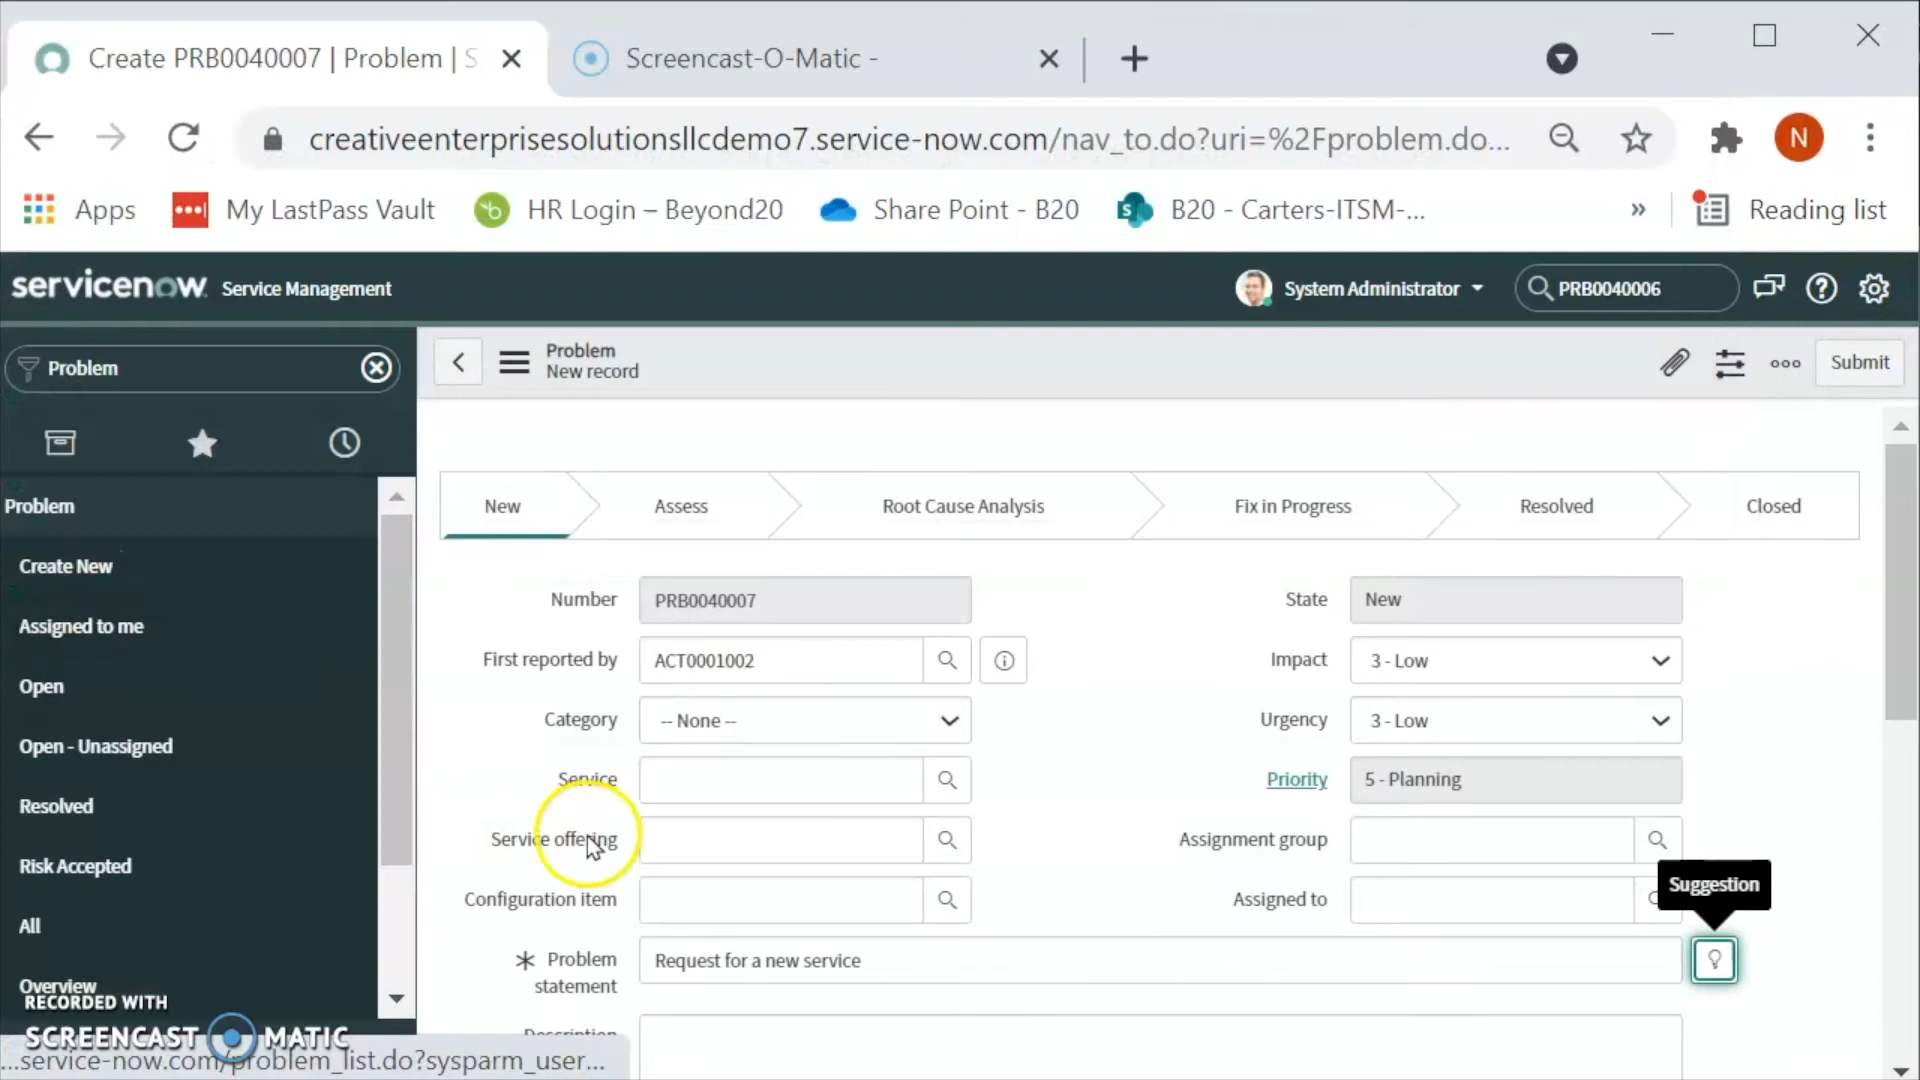 Create PRB0040007 | Problem | S
Screencast-O-Matic -
creativeenterprisesolutionsllcdemo7.service-now.com/nav_to.do?uri=%2Fproblem.do...
N
Apps
My LastPass Vault
HR Login – Beyond20
Share Point - B20
B20 - Carters-ITSM-...
»
Reading list
servicenow. Service Management
System Administrator
PRB0040006
Problem
Problem
New record
Submit
New
Assess
Root Cause Analysis
Fix in Progress
Resolved
Closed
Problem
Create New
Assigned to me
Open
Open - Unassigned
Resolved
Risk Accepted
All
Overview
Number
PRB0040007
State
New
First reported by
ACT0001002
Impact
3 - Low
Category
-- None --
Urgency
3 - Low
Service
Priority
5 - Planning
Service offering
Assignment group
Suggestion
Configuration item
Assigned to
Problem
statement
Request for a new service
Description
RECORDED WITH
SCREENCAST MATIC
...service-now.com/problem_list.do?sysparm_user...